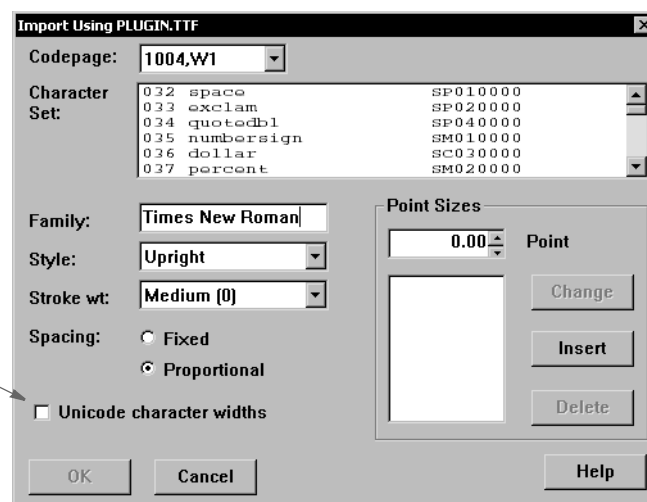 Import Using PLUGIN.TTF
Codepage: 1004,W1
Character Set:
032 space SP010000
033 exclam SP020000
034 quotedbl SP040000
035 numbersign SM010000
036 dollar SC030000
037 percent SM020000
Family: Times New Roman
Style: Upright
Stroke wt: Medium (0)
Spacing: Fixed
Proportional
Unicode character widths
Point Sizes
0.00 Point
Change
Insert
Delete
OK Cancel Help